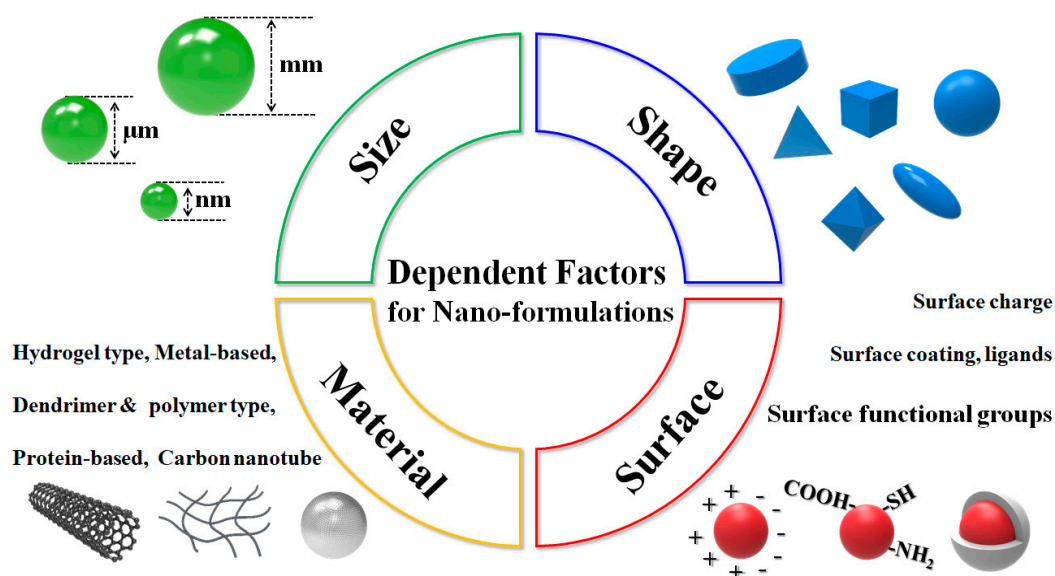 mm
μm
nm
Size
Shape
Dependent Factors
for Nano-formulations
Material
Surface
Hydrogel type, Metal-based,
Dendrimer & polymer type,
Protein-based, Carbon nanotube
Surface charge
Surface coating, ligands
Surface functional groups
+ + + + + + + - - - - - -
COOH-
-SH
-NH₂